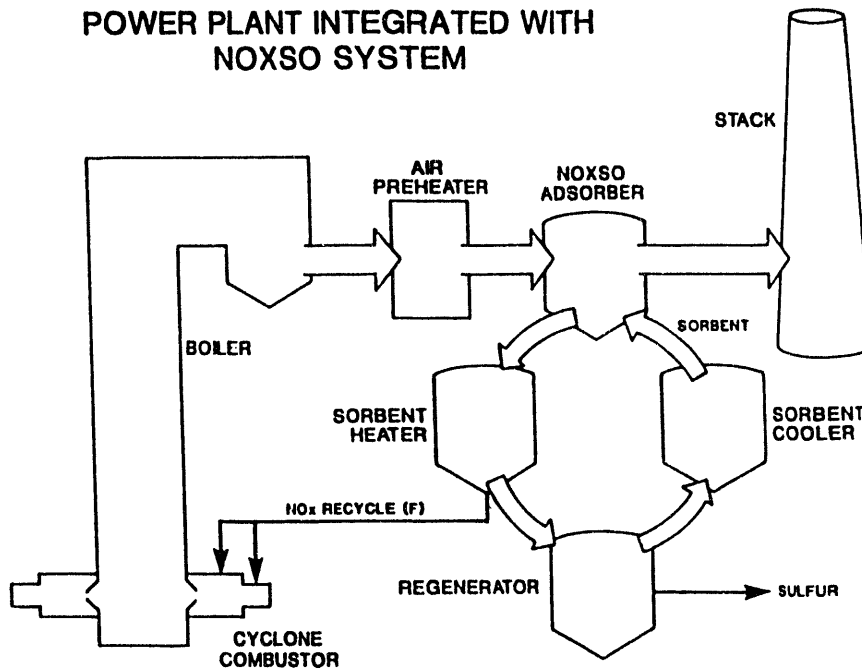 POWER PLANT INTEGRATED WITH
NOXSO SYSTEM
STACK
AIR
PREHEATER
NOXSO
ADSORBER
BOILER
SORBENT
SORBENT
HEATER
SORBENT
COOLER
NOx RECYCLE (F)
REGENERATOR
SULFUR
CYCLONE
COMBUSTOR